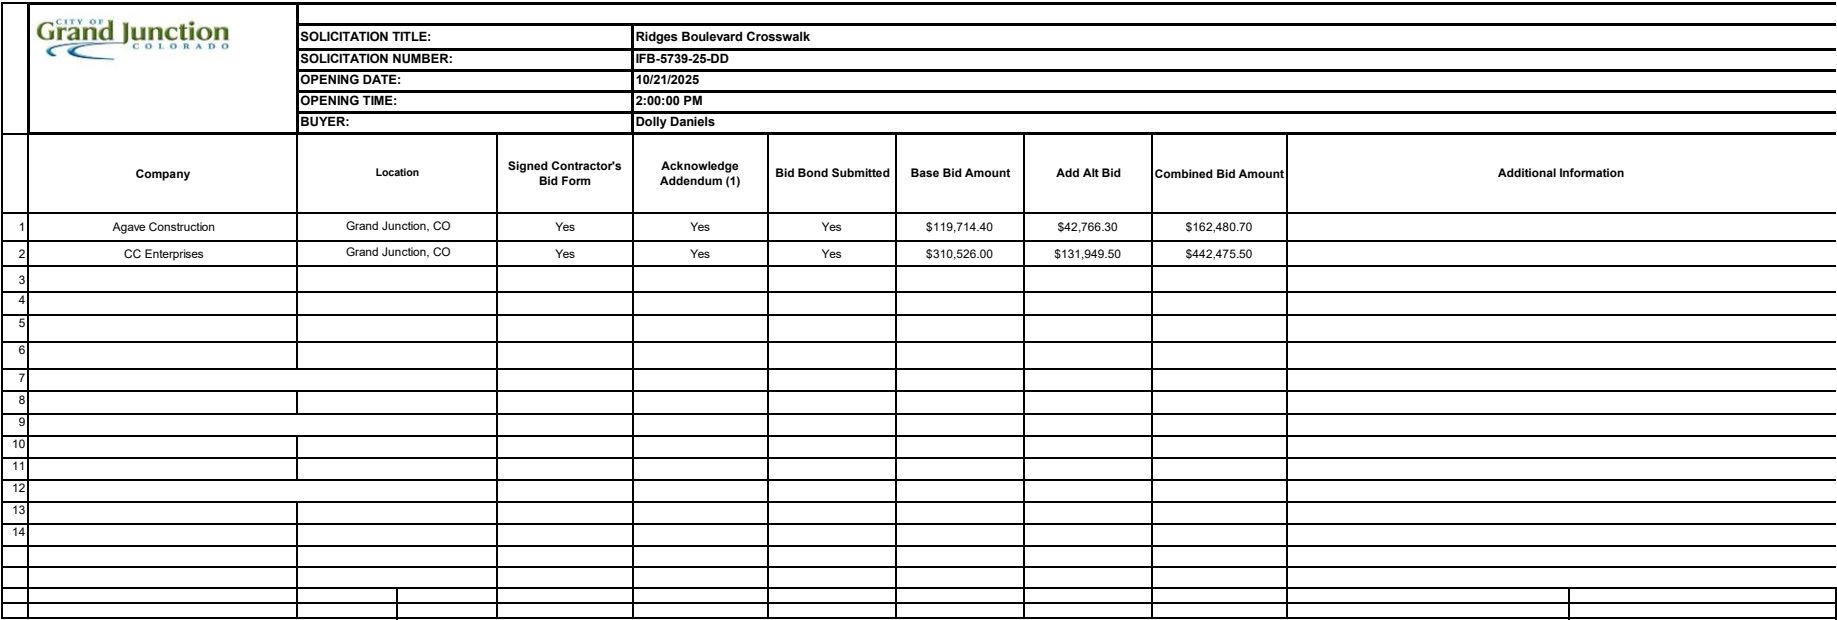 CITY OF
Grand Junction
COLORADO
SOLICITATION TITLE: Ridges Boulevard Crosswalk
SOLICITATION NUMBER: IFB-5739-25-DD
OPENING DATE: 10/21/2025
OPENING TIME: 2:00:00 PM
BUYER: Dolly Daniels
Company Location Signed Contractor's Bid Form Acknowledge Addendum (1) Bid Bond Submitted Base Bid Amount Add Alt Bid Combined Bid Amount Additional Information
1 Agave Construction Grand Junction, CO Yes Yes Yes $119,714.40 $42,766.30 $162,480.70
2 CC Enterprises Grand Junction, CO Yes Yes Yes $310,526.00 $131,949.50 $442,475.50
3
4
5
6
7
8
9
10
11
12
13
14